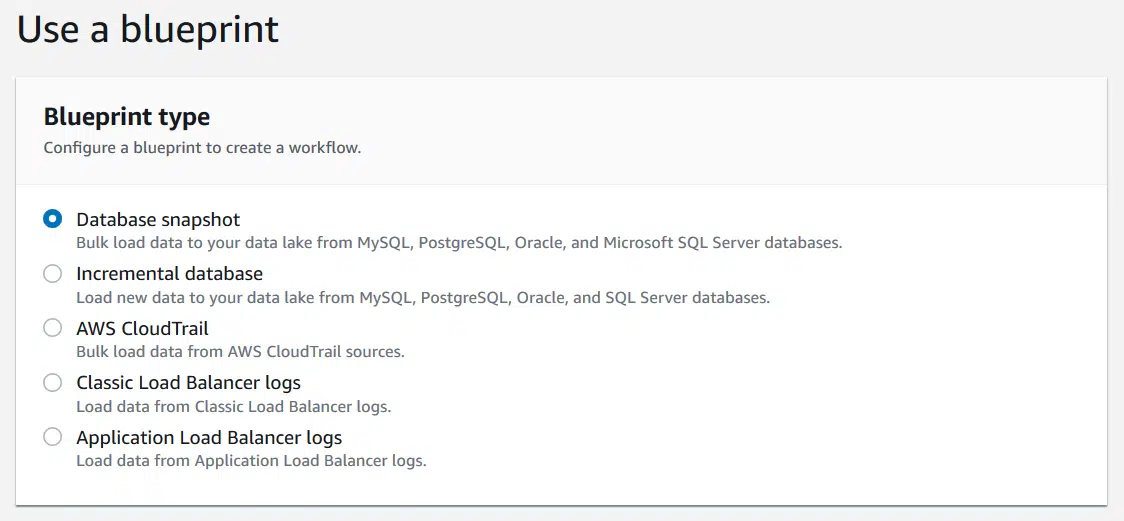 Use a blueprint
Blueprint type
Configure a blueprint to create a workflow.
Database snapshot
Bulk load data to your data lake from MySQL, PostgreSQL, Oracle, and Microsoft SQL Server databases.
Incremental database
Load new data to your data lake from MySQL, PostgreSQL, Oracle, and SQL Server databases.
AWS CloudTrail
Bulk load data from AWS CloudTrail sources.
Classic Load Balancer logs
Load data from Classic Load Balancer logs.
Application Load Balancer logs
Load data from Application Load Balancer logs.